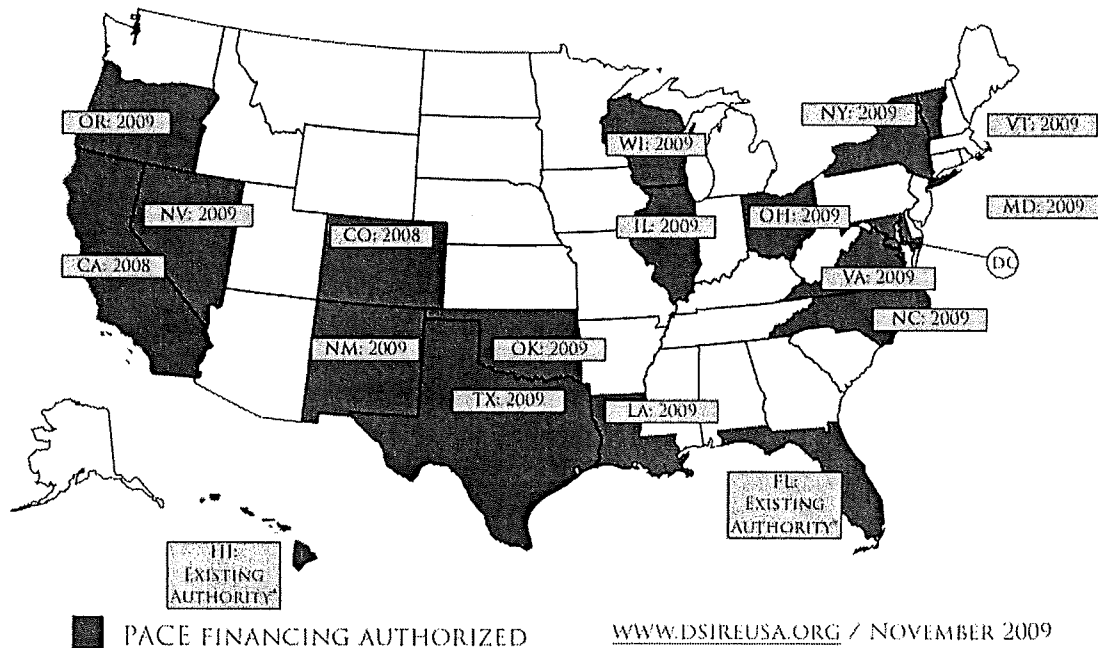 OR: 2009
WI: 2009
NY: 2009
VT: 2009
NV: 2009
CO: 2008
IL: 2009
OH: 2009
MD: 2009
CA: 2008
DC
VA: 2009
NC: 2009
NM: 2009
OK: 2009
TX: 2009
LA: 2009
FL:
EXISTING
AUTHORITY*
HI:
EXISTING
AUTHORITY*
PACE FINANCING AUTHORIZED
WWW.DSIREUSA.ORG / NOVEMBER 2009